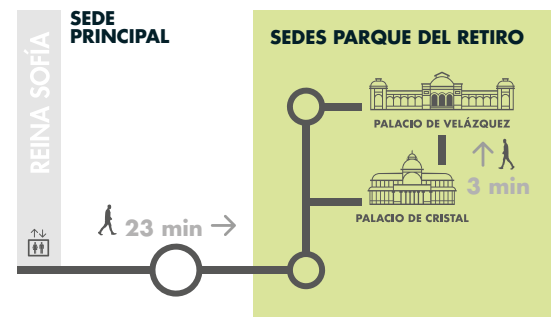 REINA SOFÍA
SEDE
PRINCIPAL
SEDES PARQUE DEL RETIRO
PALACIO DE VELÁZQUEZ
3 min
PALACIO DE CRISTAL
23 min